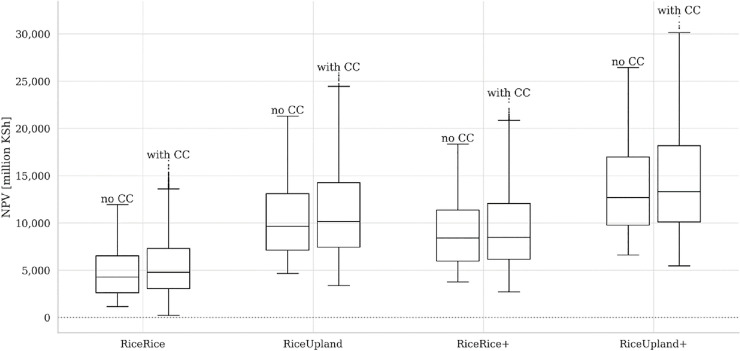 with CC
30,000
no CC
with CC
25,000
no CC
with CC
20,000
no CC
with CC
15,000
no CC
10,000
5,000
0
NPV [million KSh]
RiceRice
RiceUpland
RiceRice+
RiceUpland+